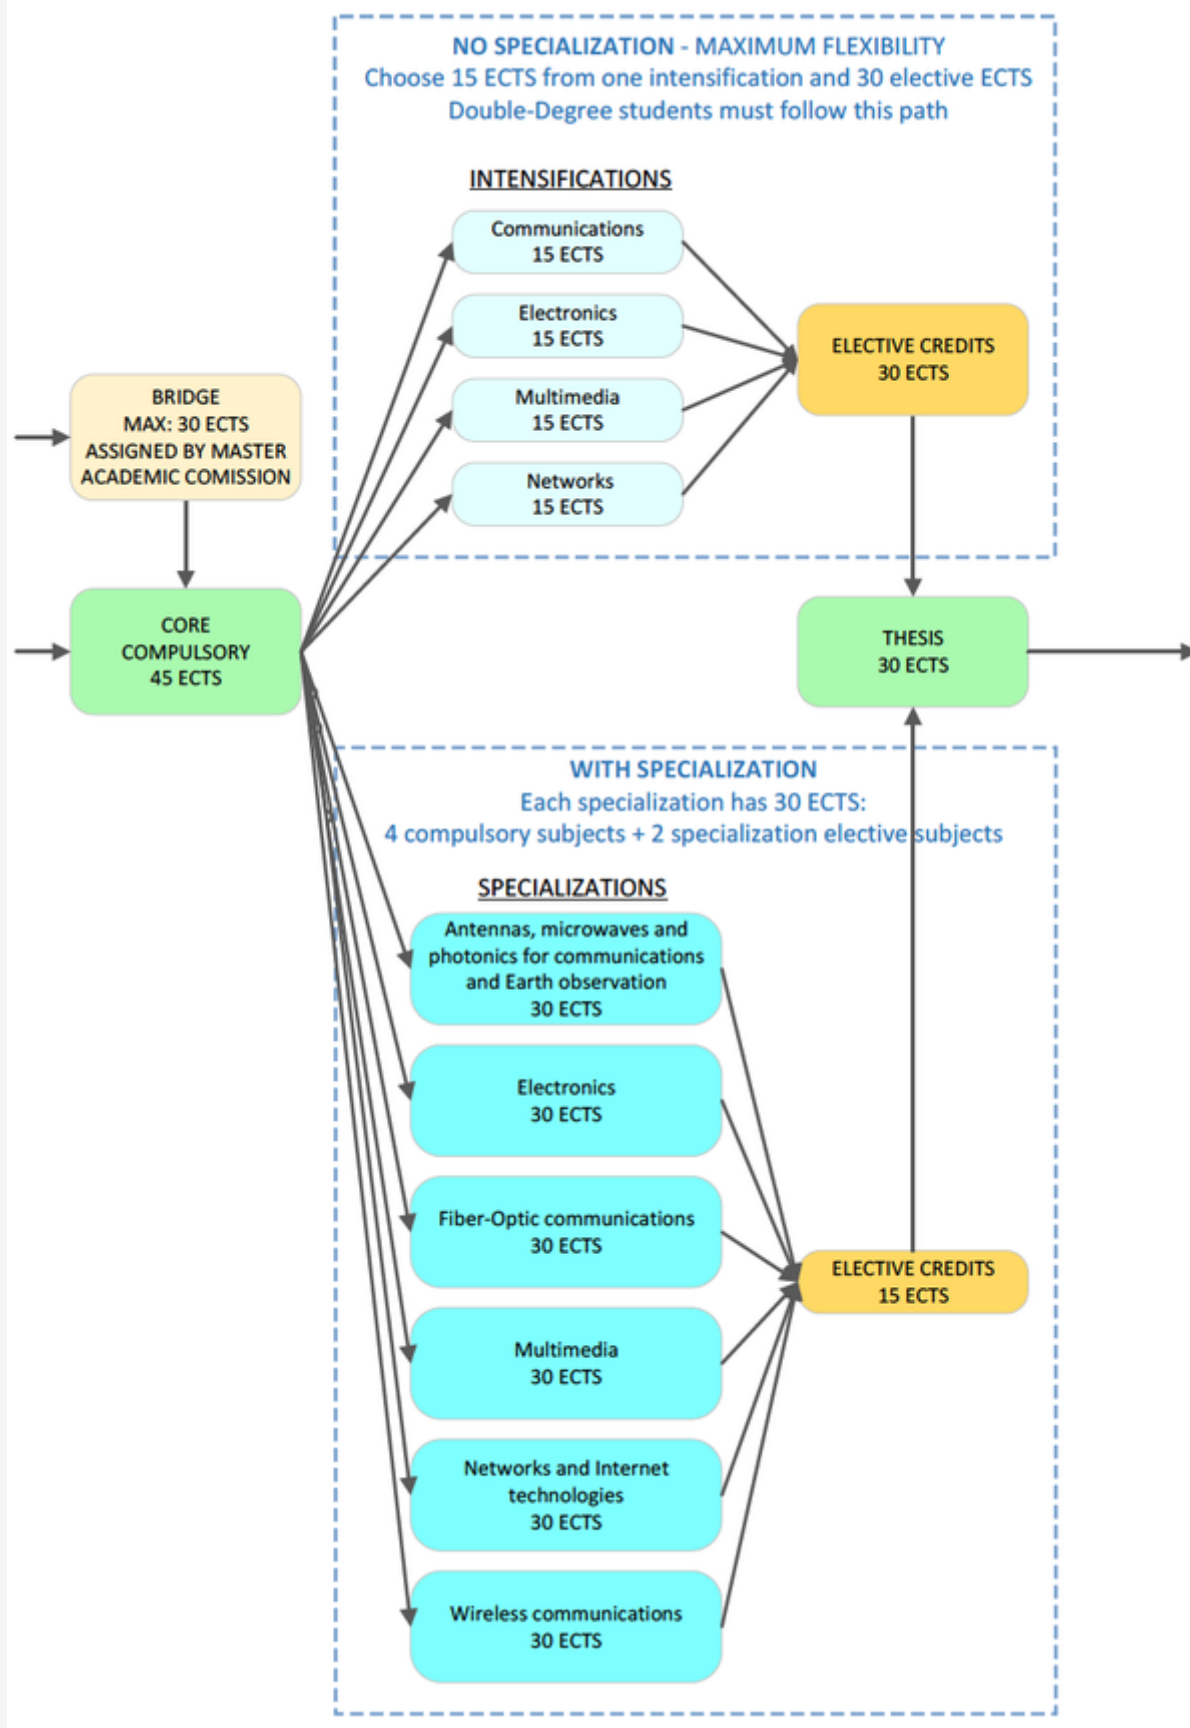 NO SPECIALIZATION - MAXIMUM FLEXIBILITY
Choose 15 ECTS from one intensification and 30 elective ECTS
Double-Degree students must follow this path
INTENSIFICATIONS
Communications
15 ECTS
Electronics
15 ECTS
Multimedia
15 ECTS
Networks
15 ECTS
ELECTIVE CREDITS
30 ECTS
BRIDGE
MAX: 30 ECTS
ASSIGNED BY MASTER
ACADEMIC COMISSION
CORE
COMPULSORY
45 ECTS
THESIS
30 ECTS
WITH SPECIALIZATION
Each specialization has 30 ECTS:
4 compulsory subjects + 2 specialization elective subjects
SPECIALIZATIONS
Antennas, microwaves and
photonics for communications
and Earth observation
30 ECTS
Electronics
30 ECTS
Fiber-Optic communications
30 ECTS
Multimedia
30 ECTS
Networks and Internet
technologies
30 ECTS
Wireless communications
30 ECTS
ELECTIVE CREDITS
15 ECTS